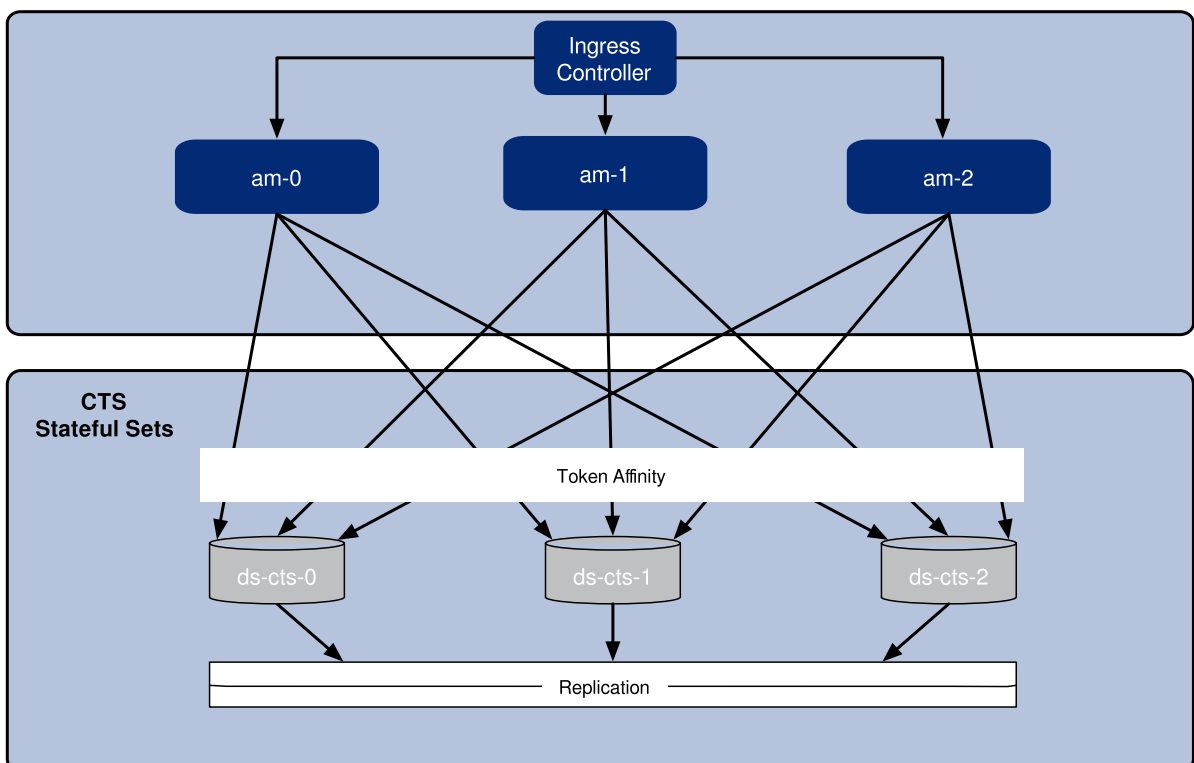 Ingress
Controller
am-0
am-1
am-2
CTS
Stateful Sets
Token Affinity
ds-cts-0
ds-cts-1
ds-cts-2
Replication